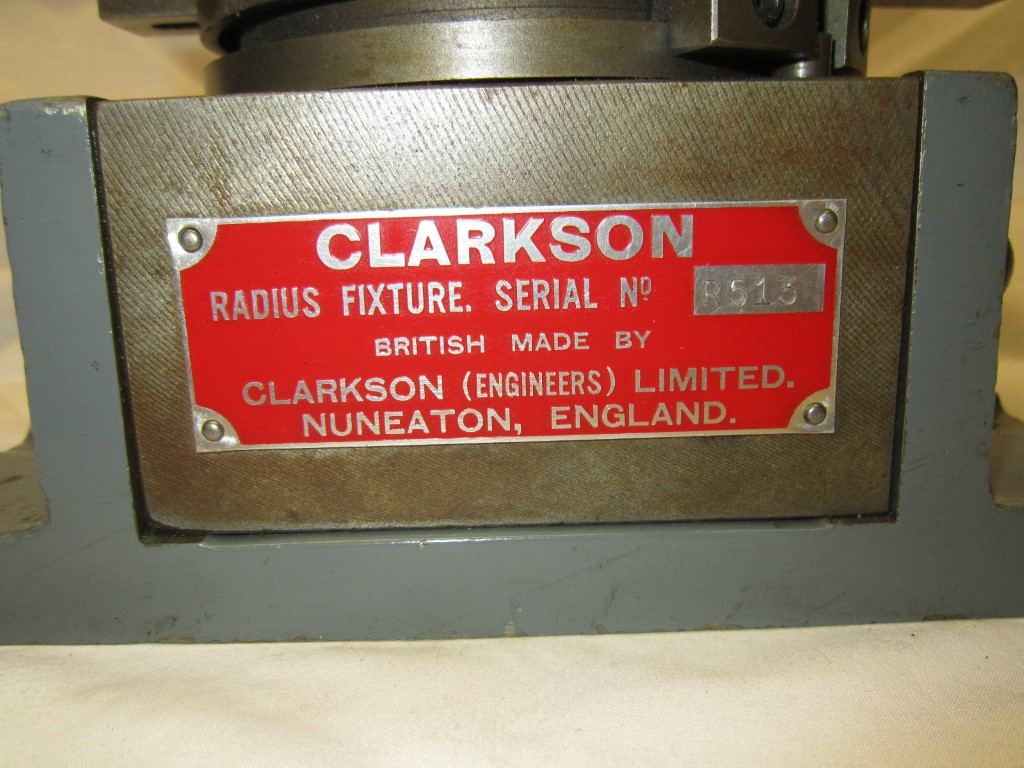 CLARKSON
RADIUS FIXTURE. SERIAL Nº R513
BRITISH MADE BY
CLARKSON (ENGINEERS) LIMITED.
NUNEATON, ENGLAND.